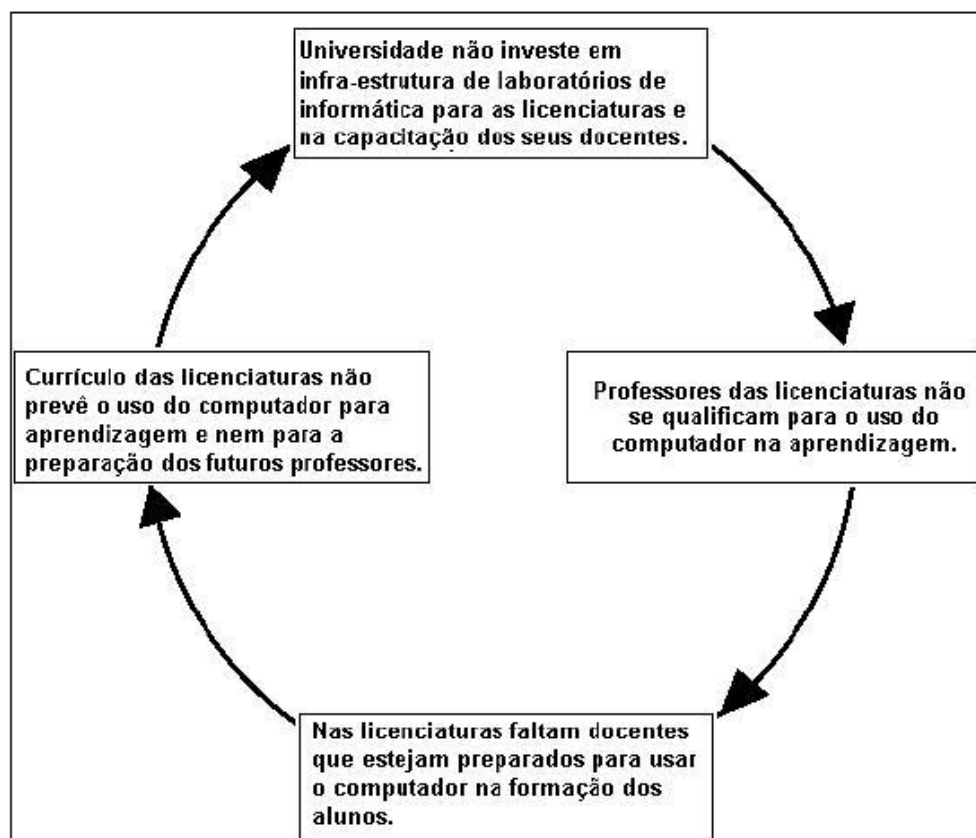 Universidade não investe em
infra-estrutura de laboratórios de
informática para as licenciaturas e
na capacitação dos seus docentes.
Currículo das licenciaturas não
prevê o uso do computador para
aprendizagem e nem para a
preparação dos futuros professores.
Professores das licenciaturas não
se qualificam para o uso do
computador na aprendizagem.
Nas licenciaturas faltam docentes
que estejam preparados para usar
o computador na formação dos
alunos.